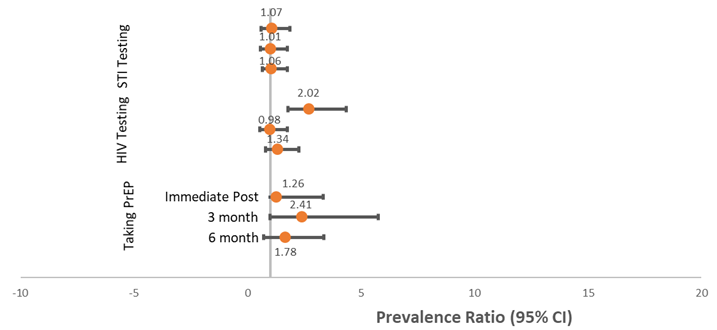 STI Testing
1.07
1.01
1.06
HIV Testing
2.02
0.98
1.34
Taking PrEP
Immediate Post
1.26
3 month
2.41
6 month
1.78
-10 -5 0 5 10 15 20
Prevalence Ratio (95% CI)